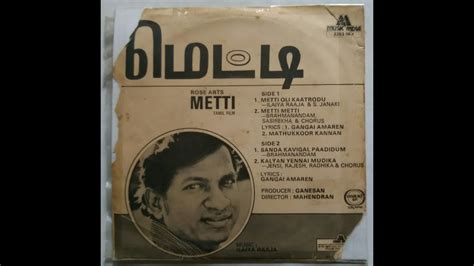 மெட்டி
MUSIC INDIA
ROSE ARTS
METTI
TAMIL FILM
SIDE 1
1. METTI OLI KAATRODU
—ILAIYA RAAJA & S. JANAKI
2. METTI METTI
—BRAHMANANDAM,
SASIREKHA & CHORUS
LYRICS : 1. GANGAI AMAREN
2. MATHUKKOOR KANNAN
SIDE 2
1. SANDA KAVIGAL PAADIDUM
—BRAHMANANDAM
2. KALYAN YENNAI MUDIKA
—JENSI, RAJESH, RADHIKA & CHORUS
LYRICS :
GANGAI AMAREN
PRODUCER : GANESAN
DIRECTOR : MAHENDRAN
MUSIC :
ILAIYA RAAJA